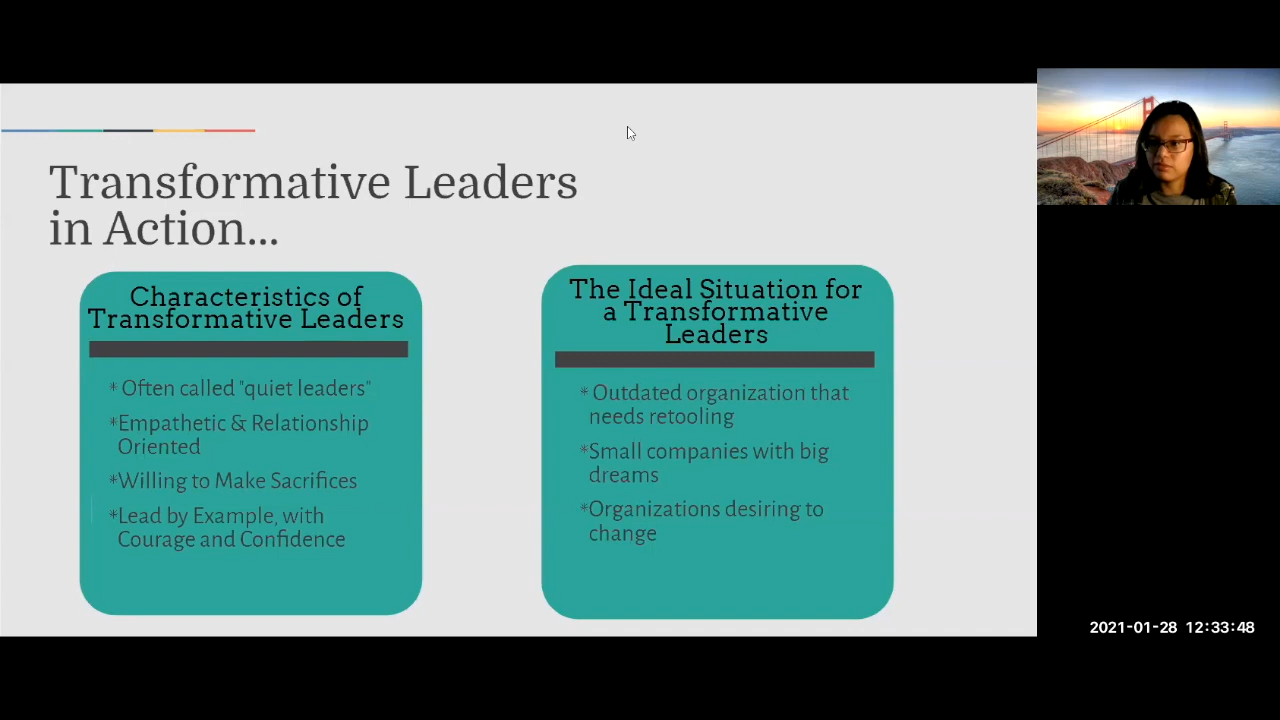 Transformative Leaders
in Action...
Characteristics of
Transformative Leaders
* Often called "quiet leaders"
*Empathetic & Relationship
Oriented
*Willing to Make Sacrifices
*Lead by Example, with
Courage and Confidence
The Ideal Situation for
a Transformative
Leaders
* Outdated organization that
needs retooling
*Small companies with big
dreams
*Organizations desiring to
change
2021-01-28 12:33:48